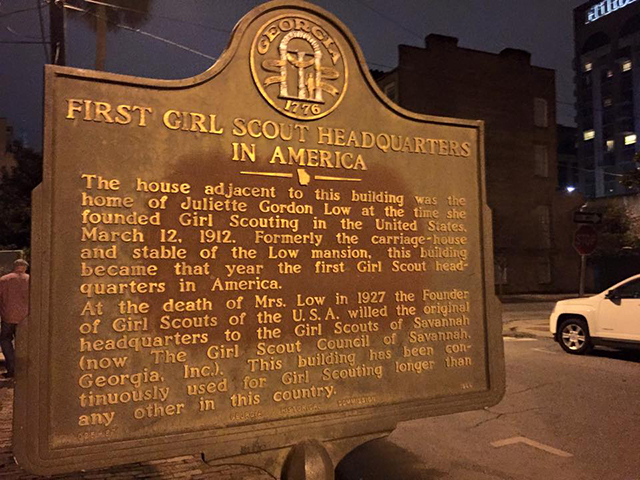 GEORGIA
1776
FIRST GIRL SCOUT HEADQUARTERS
IN AMERICA
The house adjacent to this building was the
home of Juliette Gordon Low at the time she
founded Girl Scouting in the United States,
March 12, 1912. Formerly the carriage-house
and stable of the Low mansion, this building
became that year the first Girl Scout head-
quarters in America.
At the death of Mrs. Low in 1927 the Founder
of Girl Scouts of the U.S.A. willed the original
headquarters to the Girl Scouts of Savannah
(now The Girl Scout Council of Savannah,
Georgia, Inc.). This building has been con-
tinuously used for Girl Scouting longer than
any other in this country.
Hilton